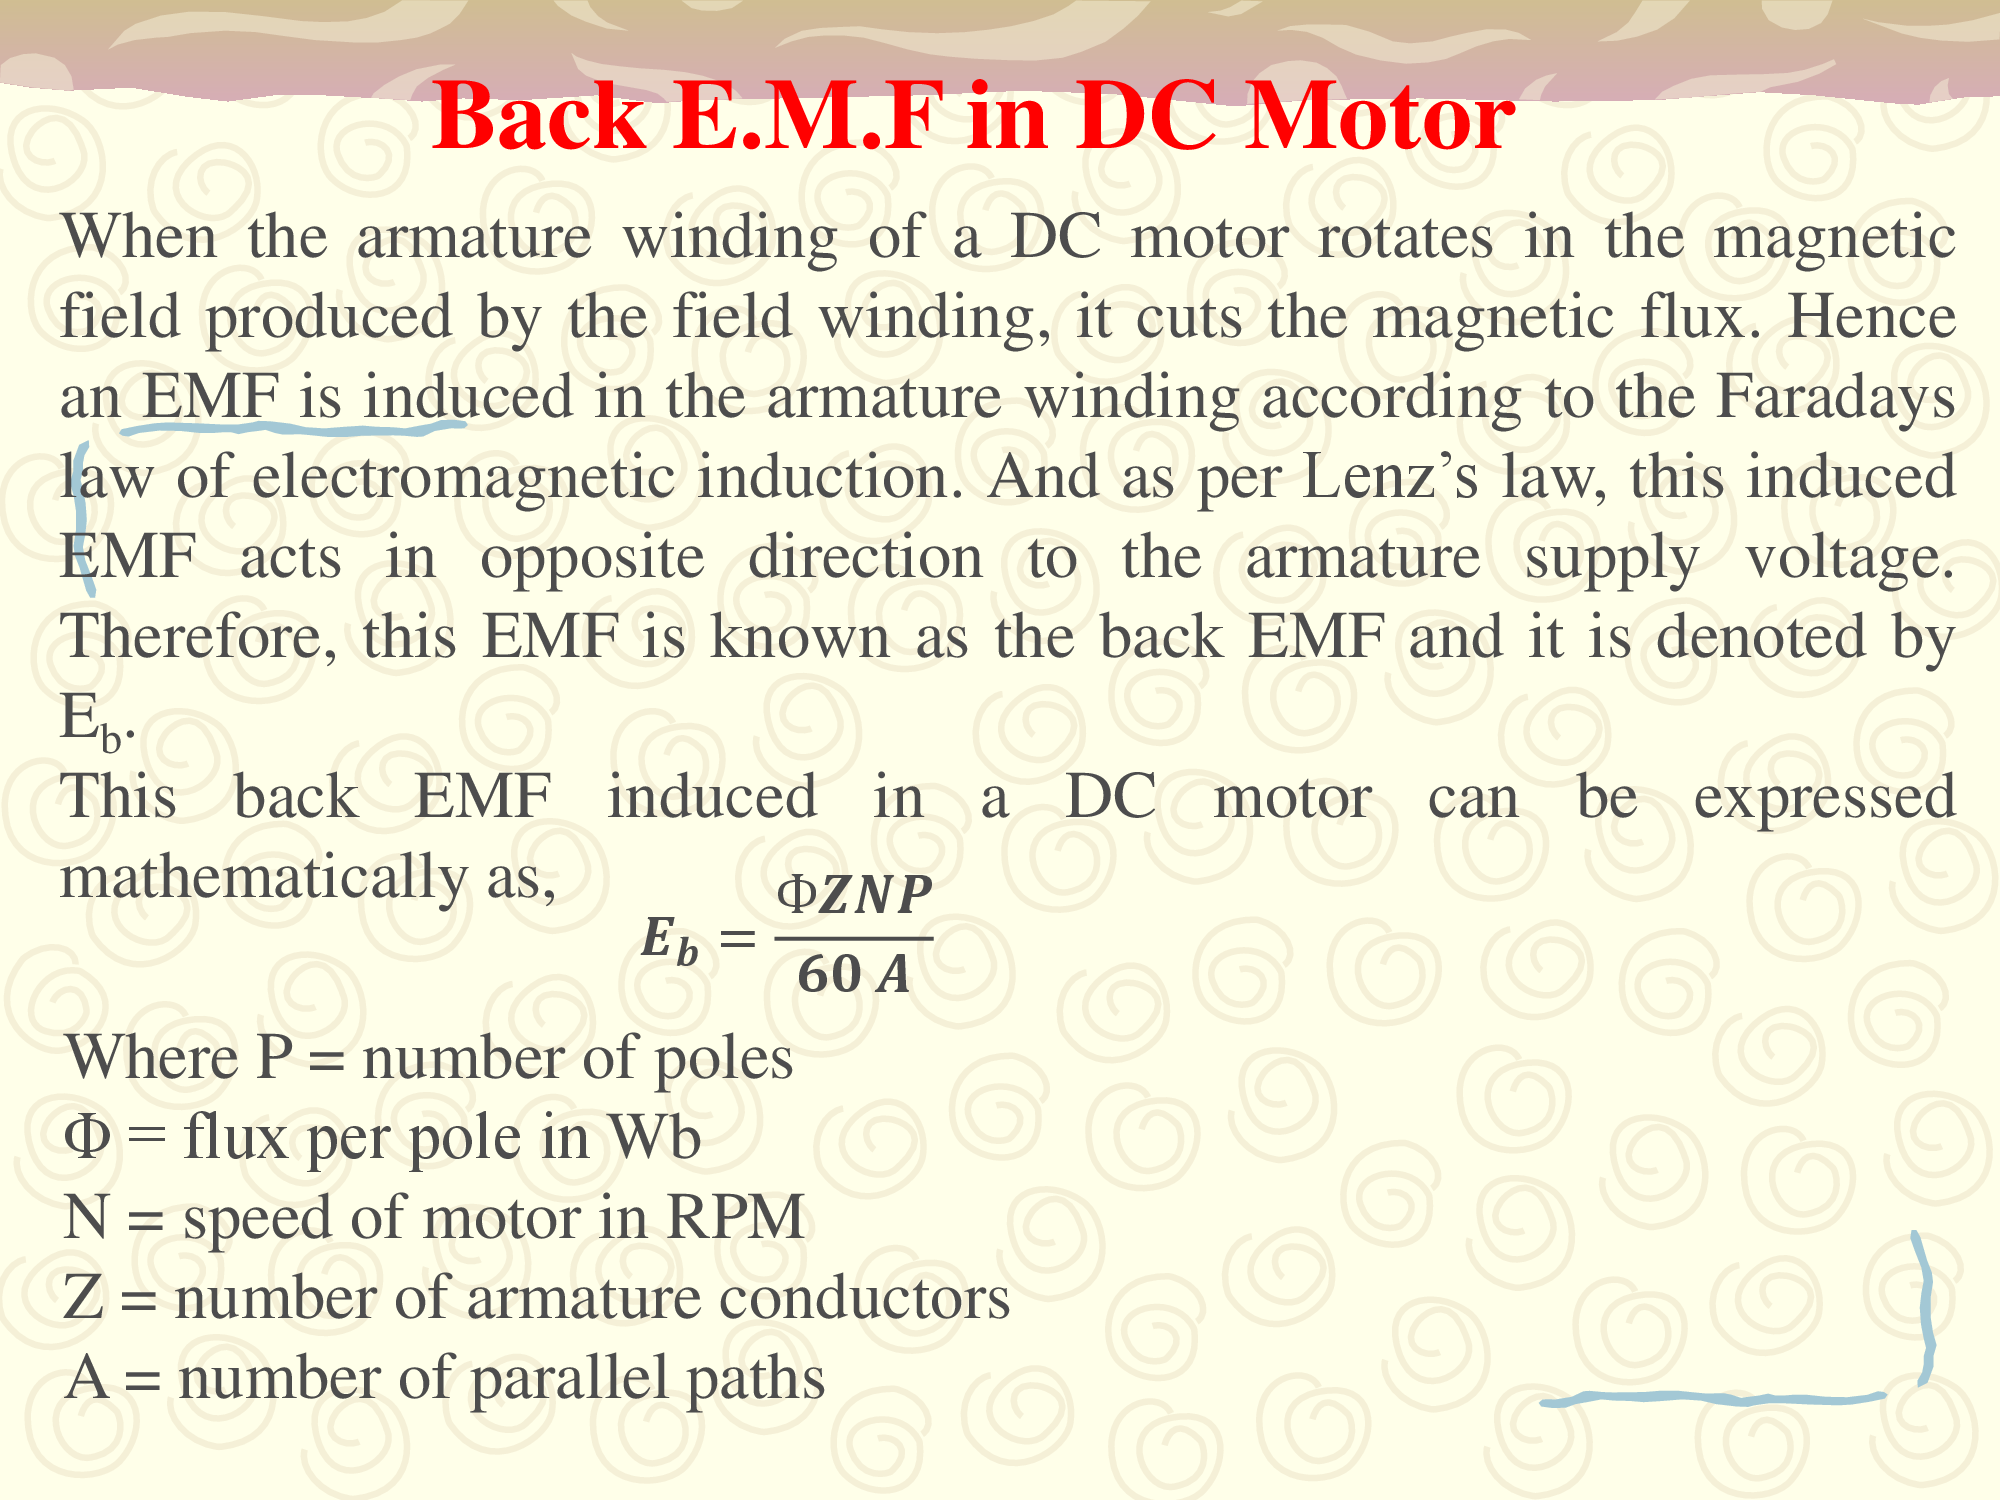 Back E.M.F in DC Motor
When the armature winding of a DC motor rotates in the magnetic
field produced by the field winding, it cuts the magnetic flux. Hence
an EMF is induced in the armature winding according to the Faradays
law of electromagnetic induction. And as per Lenz’s law, this induced
EMF acts in opposite direction to the armature supply voltage.
Therefore, this EMF is known as the back EMF and it is denoted by
E_b.
This back EMF induced in a DC motor can be expressed
mathematically as,
E_b = ΦZNP / 60 A
Where P = number of poles
Φ = flux per pole in Wb
N = speed of motor in RPM
Z = number of armature conductors
A = number of parallel paths